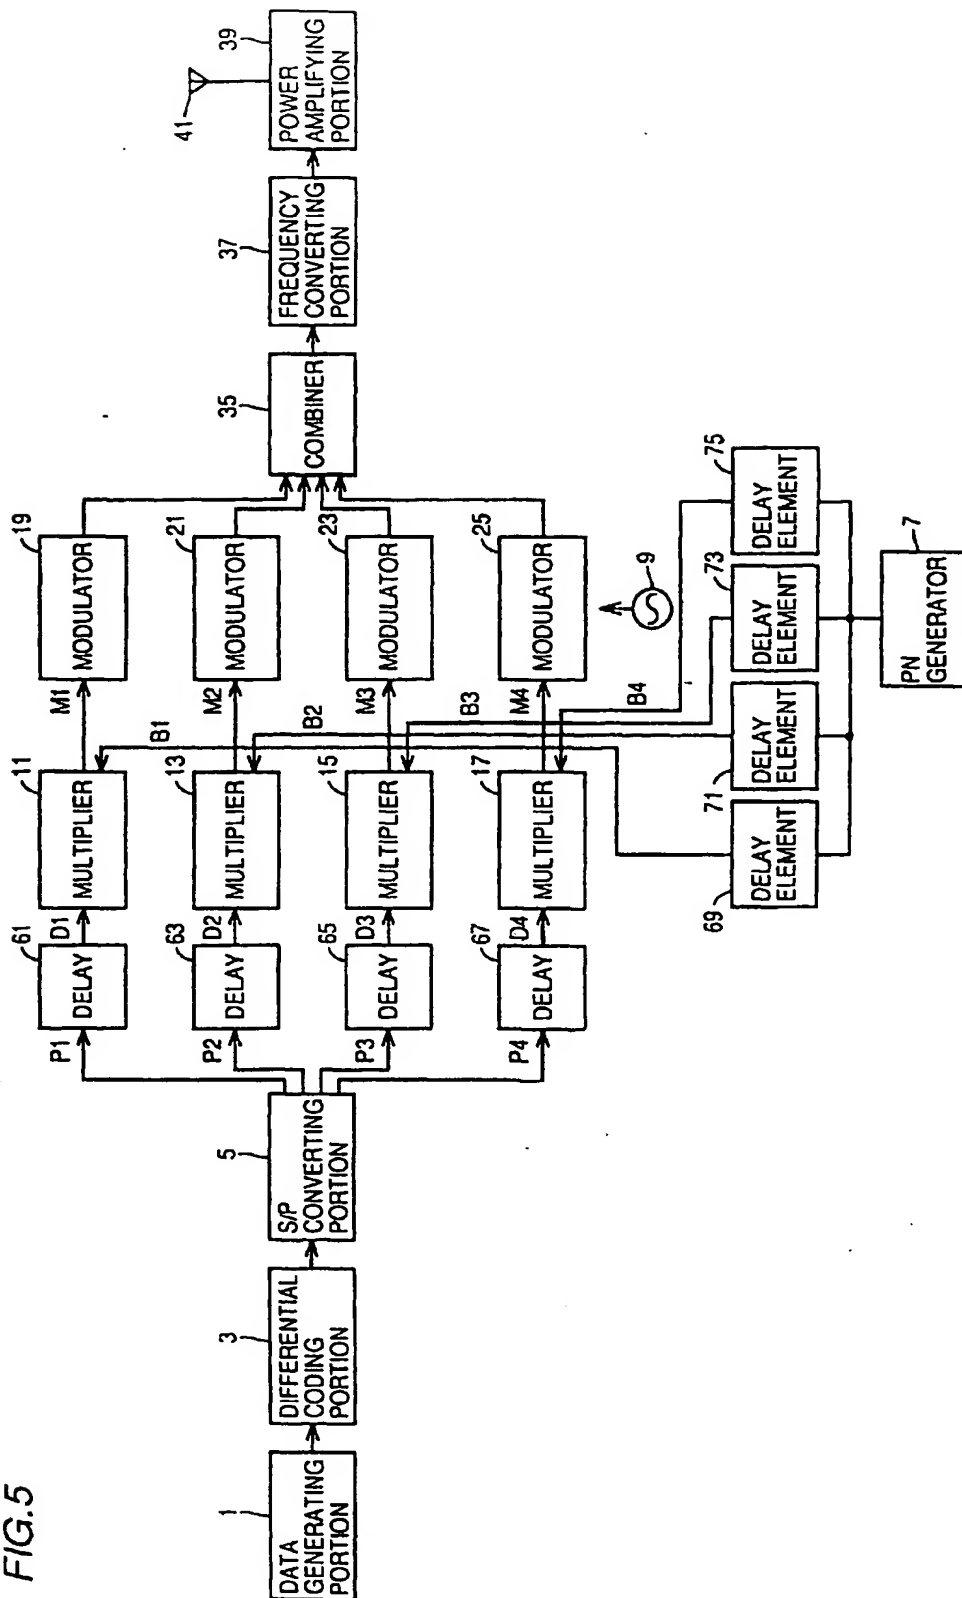 FIG.5
1
DATA
GENERATING
PORTION
3
DIFFERENTIAL
CODING
PORTION
5
S/P
CONVERTING
PORTION
P1
61
DELAY
D1
11
MULTIPLIER
M1
19
MODULATOR
P2
63
DELAY
D2
13
MULTIPLIER
M2
21
MODULATOR
P3
65
DELAY
D3
15
MULTIPLIER
M3
23
MODULATOR
P4
67
DELAY
D4
17
MULTIPLIER
M4
25
MODULATOR
B1
B2
B3
B4
9
35
COMBINER
37
FREQUENCY
CONVERTING
PORTION
39
POWER
AMPLIFYING
PORTION
41
69
DELAY
ELEMENT
71
DELAY
ELEMENT
73
DELAY
ELEMENT
75
DELAY
ELEMENT
7
PN
GENERATOR